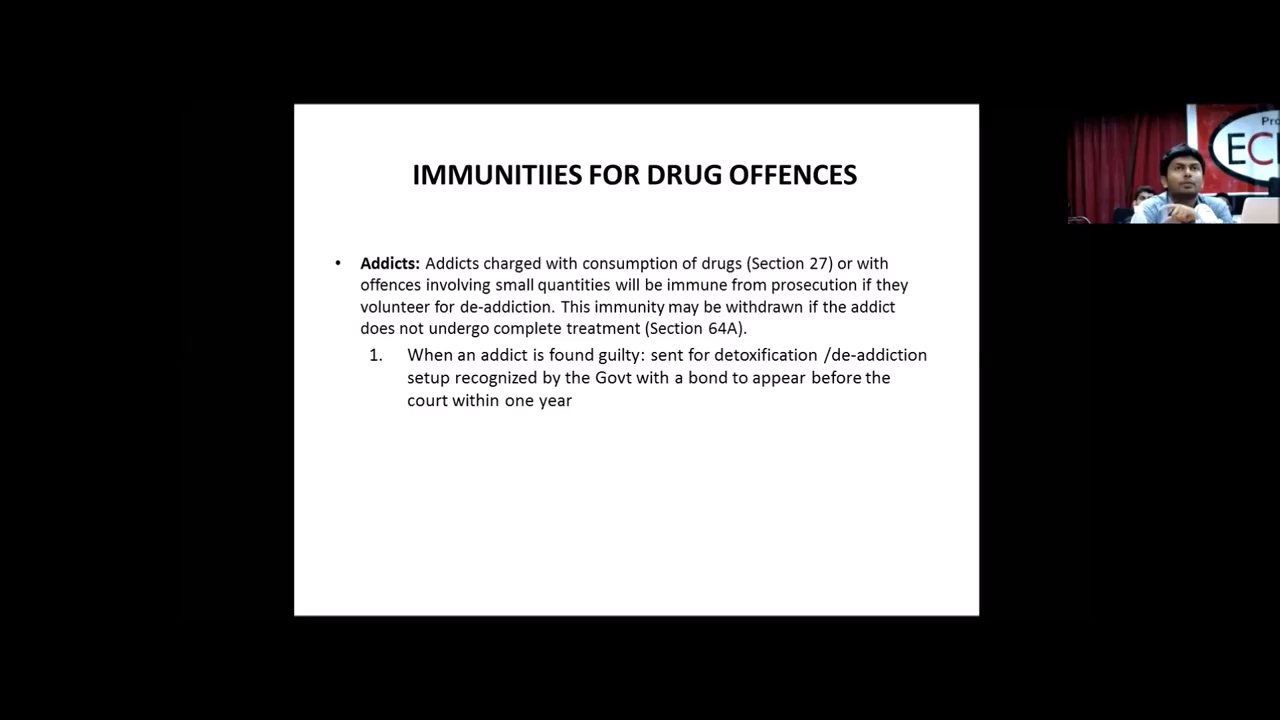 IMMUNITIIES FOR DRUG OFFENCES
• Addicts: Addicts charged with consumption of drugs (Section 27) or with
offences involving small quantities will be immune from prosecution if they
volunteer for de-addiction. This immunity may be withdrawn if the addict
does not undergo complete treatment (Section 64A).
1. When an addict is found guilty: sent for detoxification /de-addiction
setup recognized by the Govt with a bond to appear before the
court within one year